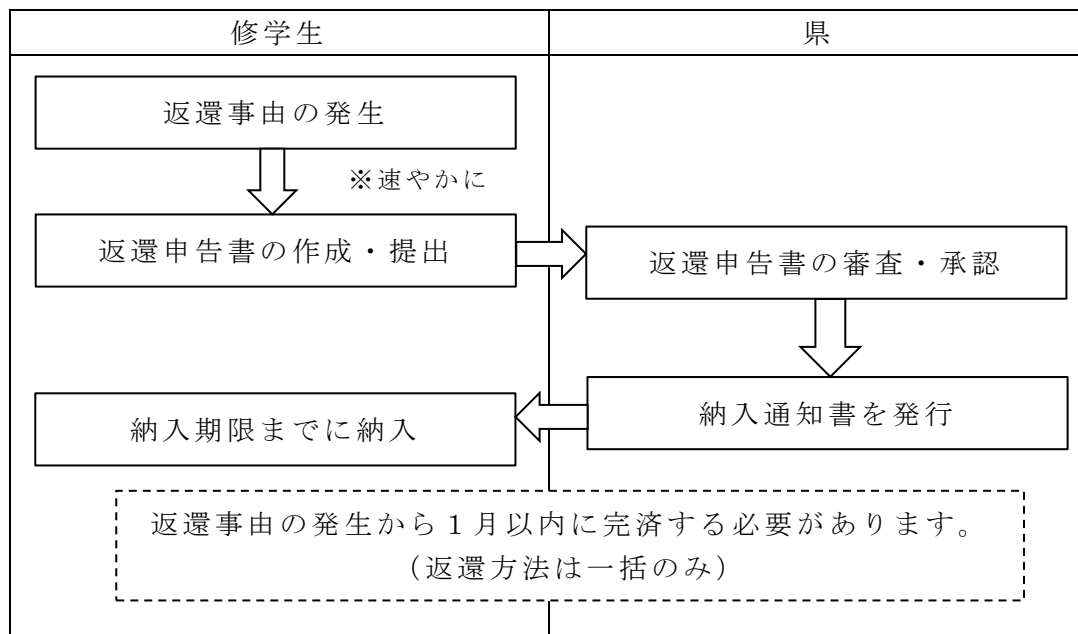 修学生
県
返還事由の発生
※速やかに
返還申告書の作成・提出
返還申告書の審査・承認
納入通知書を発行
納入期限までに納入
返還事由の発生から１月以内に完済する必要があります。
（返還方法は一括のみ）